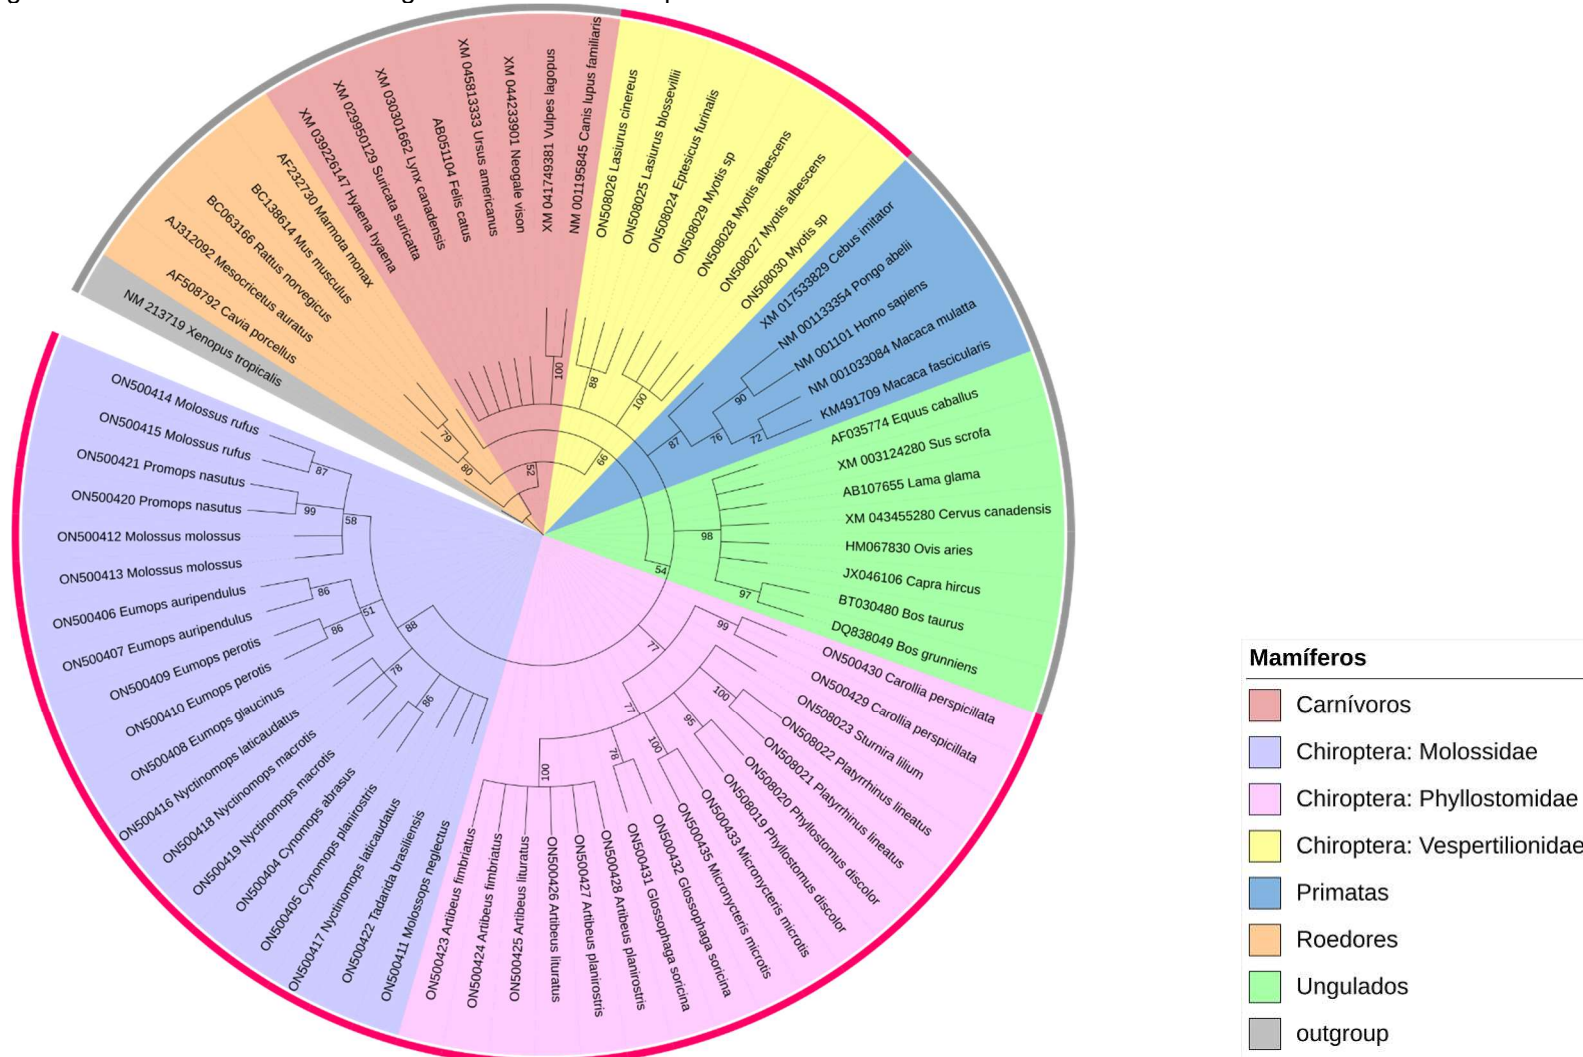 NM 213719 Xenopus tropicalis
AF508792 Cavia porcellus
AJ312092 Mesocricetus auratus
BC063166 Rattus norvegicus
BC138614 Mus musculus
AF232730 Marmota monax
XM 039226147 Hyaena hyaena
XM 029950129 Suricata suricatta
XM 030301662 Lynx canadensis
AB051104 Felis catus
XM 045813333 Ursus americanus
XM 044233901 Neogale vison
XM 041749381 Vulpes lagopus
NM 001195845 Canis lupus familiaris
ON508026 Lasiurus cinereus
ON508025 Lasiurus blossevillii
ON508024 Eptesicus furinalis
ON508029 Myotis sp
ON508028 Myotis albescens
ON508027 Myotis albescens
ON508030 Myotis sp
XM 017533829 Cebus imitator
NM 001133354 Pongo abelii
NM 001101 Homo sapiens
NM 001033084 Macaca mulatta
KM491709 Macaca fascicularis
AF035774 Equus caballus
XM 003124280 Sus scrofa
AB107655 Lama glama
XM 043455280 Cervus canadensis
HM067830 Ovis aries
JX046106 Capra hircus
BT030480 Bos taurus
DQ838049 Bos grunniens
ON500430 Carollia perspicillata
ON500429 Carollia perspicillata
ON508023 Sturnira lilium
ON508022 Platyrrhinus lineatus
ON508021 Platyrrhinus lineatus
ON508020 Phyllostomus discolor
ON508019 Phyllostomus discolor
ON500433 Micronycteris microtis
ON500435 Micronycteris microtis
ON500432 Glossophaga soricina
ON500431 Glossophaga soricina
ON500428 Artibeus planirostris
ON500427 Artibeus planirostris
ON500426 Artibeus lituratus
ON500425 Artibeus lituratus
ON500424 Artibeus fimbriatus
ON500423 Artibeus fimbriatus
ON500411 Molossops neglectus
ON500422 Tadarida brasiliensis
ON500417 Nyctinomops laticaudatus
ON500405 Cynomops planirostris
ON500404 Cynomops abrasus
ON500419 Nyctinomops macrotis
ON500418 Nyctinomops macrotis
ON500416 Nyctinomops laticaudatus
ON500408 Eumops glaucinus
ON500410 Eumops perotis
ON500409 Eumops perotis
ON500407 Eumops auripendulus
ON500406 Eumops auripendulus
ON500413 Molossus molossus
ON500412 Molossus molossus
ON500420 Promops nasutus
ON500421 Promops nasutus
ON500415 Molossus rufus
ON500414 Molossus rufus
79
80
52
100
88
100
66
87
90
76
72
98
97
54
77
99
77
100
95
100
78
100
88
87
99
58
86
51
86
78
86
Mamíferos
Carnívoros
Chiroptera: Molossidae
Chiroptera: Phyllostomidae
Chiroptera: Vespertilionidae
Primatas
Roedores
Ungulados
outgroup